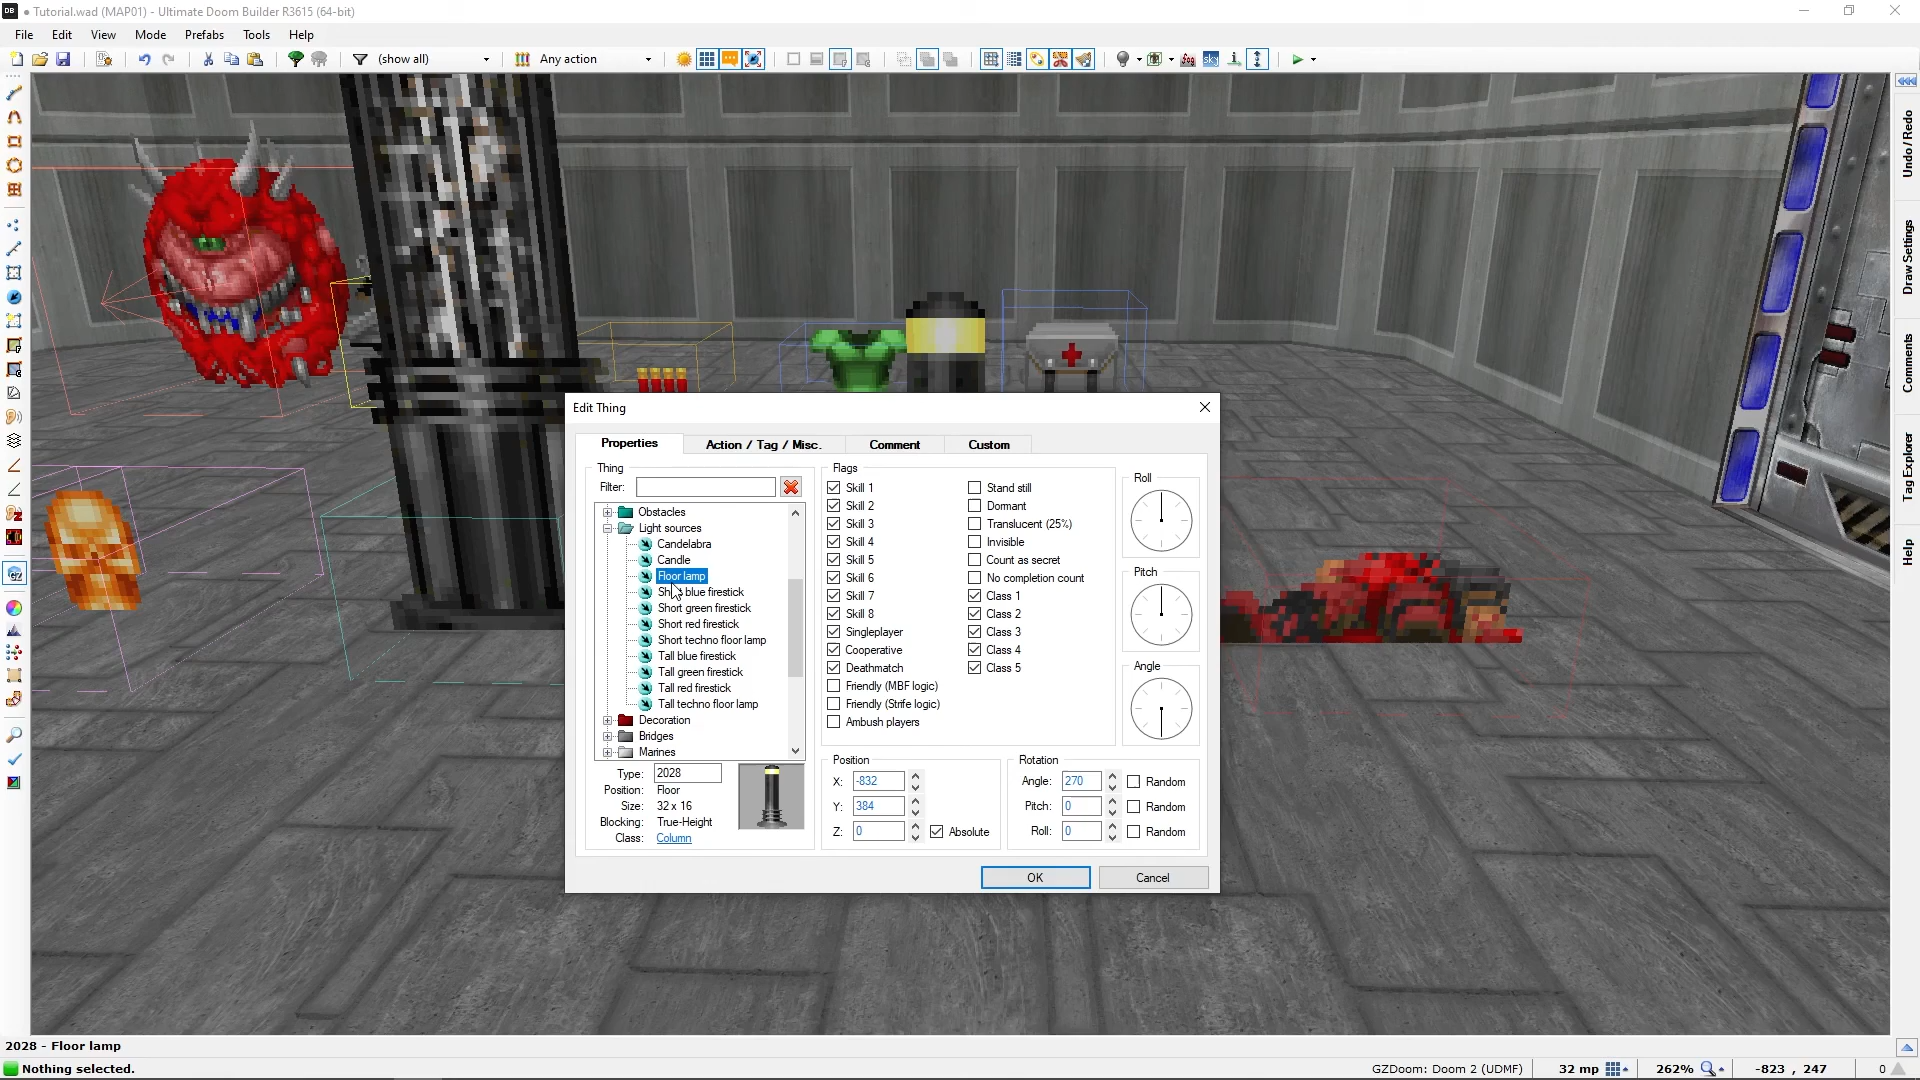 DB • Tutorial.wad (MAP01) - Ultimate Doom Builder R3615 (64-bit)
File Edit View Mode Prefabs Tools Help
(show all) Any action
sky
Undo / Redo
Draw Settings
Comments
Tag Explorer
Help
GZ
Edit Thing
Properties Action / Tag / Misc. Comment Custom
Thing
Filter:
Obstacles
Light sources
Candelabra
Candle
Floor lamp
blue firestick
Short green firestick
Short red firestick
Short techno floor lamp
Tall blue firestick
Tall green firestick
Tall red firestick
Tall techno floor lamp
Decoration
Bridges
Marines
Type: 2028
Position: Floor
Size: 32 x 16
Blocking: True-Height
Class: Column
Flags
Skill 1
Skill 2
Skill 3
Skill 4
Skill 5
Skill 6
Skill 7
Skill 8
Singleplayer
Cooperative
Deathmatch
Friendly (MBF logic)
Friendly (Strife logic)
Ambush players
Stand still
Dormant
Translucent (25%)
Invisible
Count as secret
No completion count
Class 1
Class 2
Class 3
Class 4
Class 5
Roll
Pitch
Angle
Position
X: -832
Y: 384
Z: 0 Absolute
Rotation
Angle: 270 Random
Pitch: 0 Random
Roll: 0 Random
OK Cancel
2028 - Floor lamp
Nothing selected.
GZDoom: Doom 2 (UDMF) 32 mp 262% -823 , 247 0